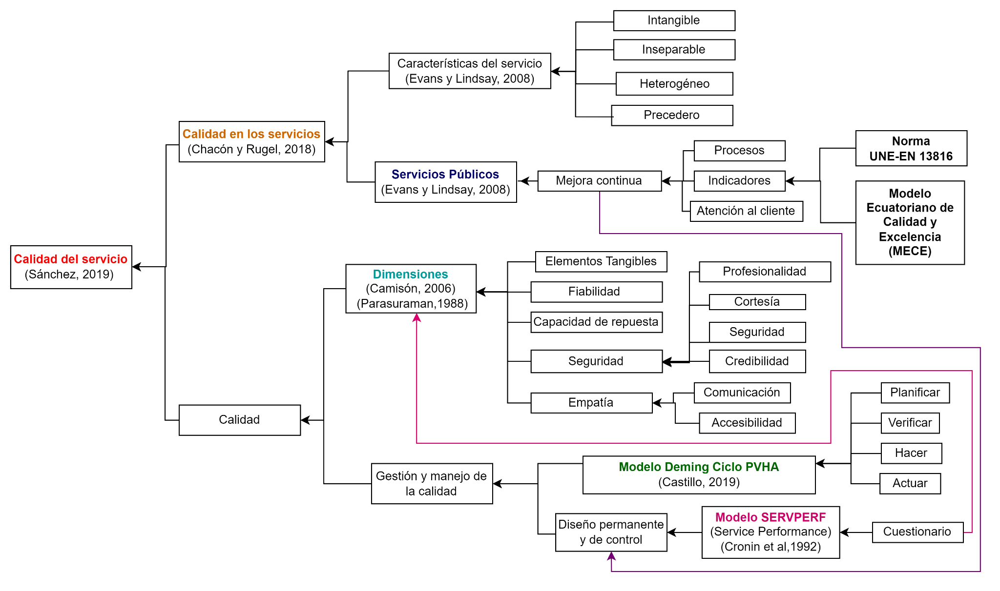 Intangible
Inseparable
Características del servicio
(Evans y Lindsay, 2008)
Heterogéneo
Precedero
Calidad en los servicios
(Chacón y Rugel, 2018)
Norma
UNE-EN 13816
Procesos
Servicios Públicos
(Evans y Lindsay, 2008)
Mejora continua
Indicadores
Atención al cliente
Modelo
Ecuatoriano de
Calidad y
Excelencia
(MECE)
Calidad del servicio
(Sánchez, 2019)
Dimensiones
(Camisón, 2006)
(Parasuraman,1988)
Elementos Tangibles
Fiabilidad
Capacidad de repuesta
Seguridad
Empatía
Profesionalidad
Cortesía
Seguridad
Credibilidad
Comunicación
Accesibilidad
Calidad
Planificar
Verificar
Hacer
Actuar
Gestión y manejo de
la calidad
Modelo Deming Ciclo PVHA
(Castillo, 2019)
Diseño permanente
y de control
Modelo SERVPERF
(Service Performance)
(Cronin et al,1992)
Cuestionario